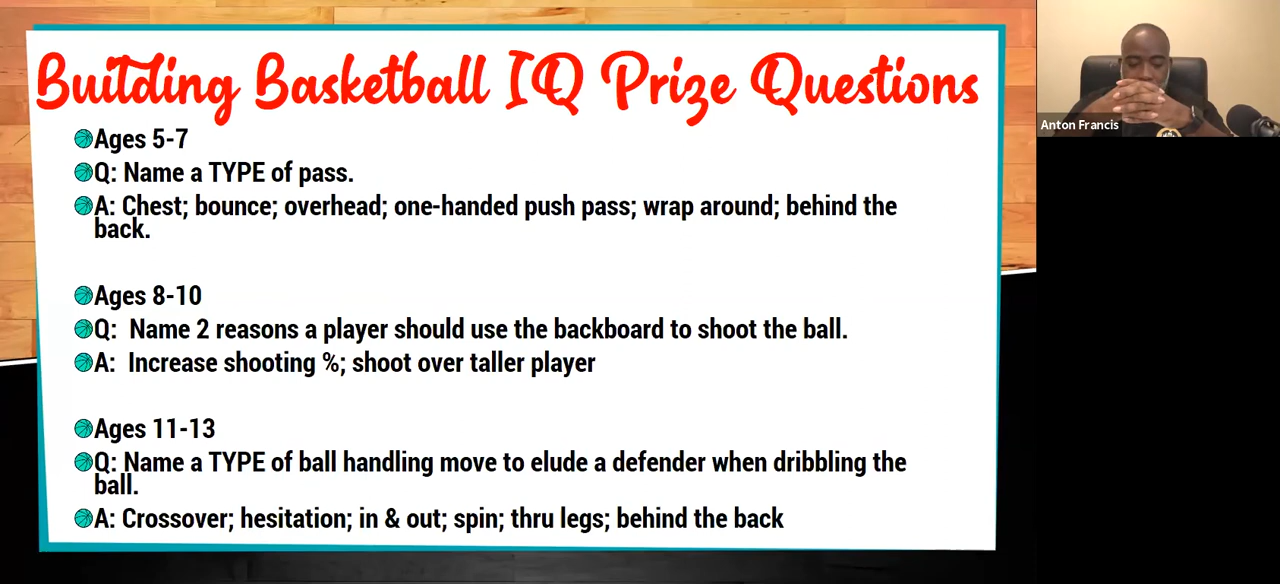 Building Basketball IQ Prize Questions
Ages 5-7
Q: Name a TYPE of pass.
A: Chest; bounce; overhead; one-handed push pass; wrap around; behind the
back.
Ages 8-10
Q:  Name 2 reasons a player should use the backboard to shoot the ball.
A:  Increase shooting %; shoot over taller player
Ages 11-13
Q: Name a TYPE of ball handling move to elude a defender when dribbling the
ball.
A: Crossover; hesitation; in & out; spin; thru legs; behind the back
Anton Francis